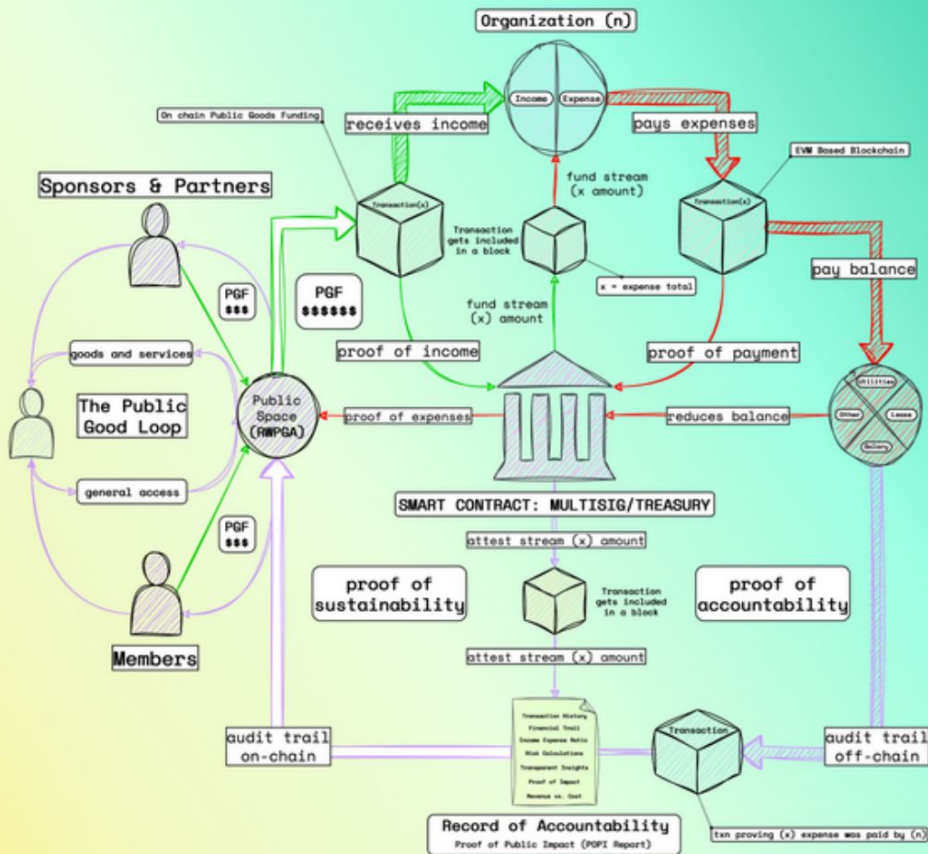 Organization (n)
Income
Expense
On chain Public Goods Funding
receives income
pays expenses
EVM Based Blockchain
Sponsors & Partners
fund stream
(x amount)
Transaction(s)
Transaction
gets included
in a block
Transaction(s)
pay balance
PGF
$$$
PGF
$$$$$$
x = expense total
fund stream
(x) amount
goods and services
proof of income
proof of payment
The Public
Good Loop
Public
Space
(RWPGA)
proof of expenses
reduces balance
Utilities
Other
Lease
Salary
general access
SMART CONTRACT: MULTISIG/TREASURY
PGF
$$$
attest stream (x) amount
proof of
sustainability
Transaction
gets included
in a block
proof of
accountability
Members
attest stream (x) amount
audit trail
on-chain
Transaction History
Financial Trail
Income Expense Ratio
Risk Calculations
Transparent Insights
Proof of Impact
Revenue vs. Cost
Transaction
audit trail
off-chain
Record of Accountability
Proof of Public Impact (POPI Report)
txn proving (x) expense was paid by (n)